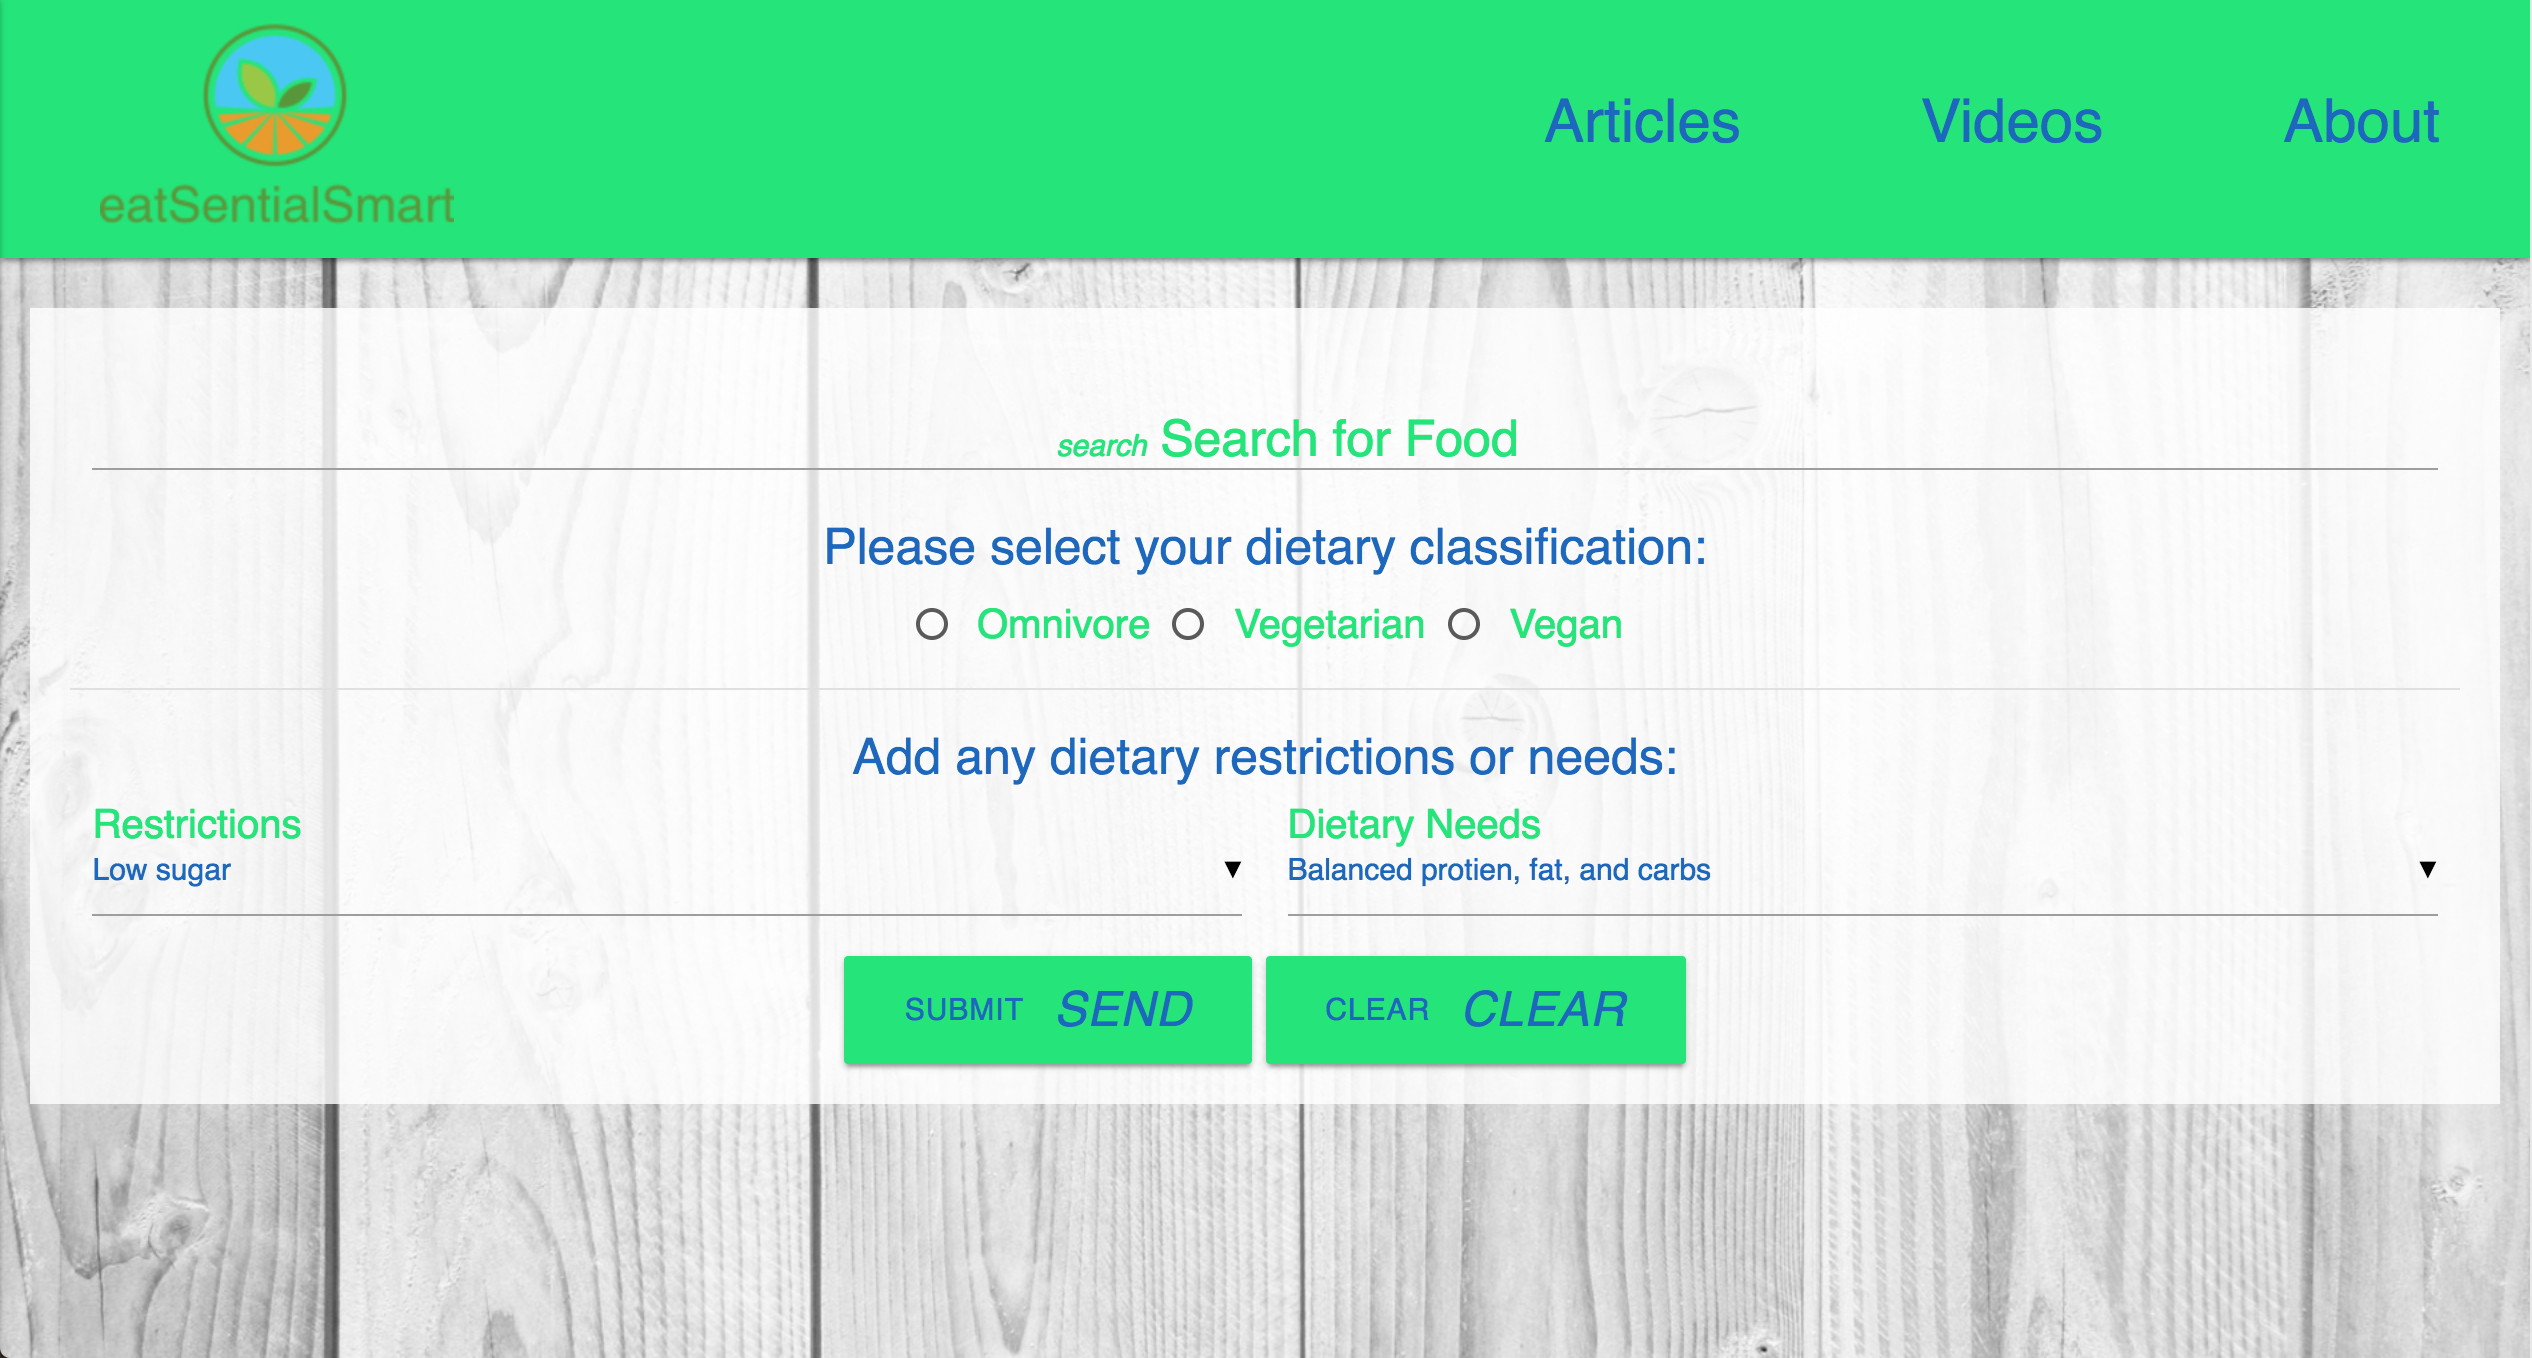 eatSentialSmart
Articles Videos About
search Search for Food
Please select your dietary classification:
Omnivore Vegetarian Vegan
Add any dietary restrictions or needs:
Restrictions Dietary Needs
Low sugar Balanced protien, fat, and carbs
SUBMIT SEND CLEAR CLEAR